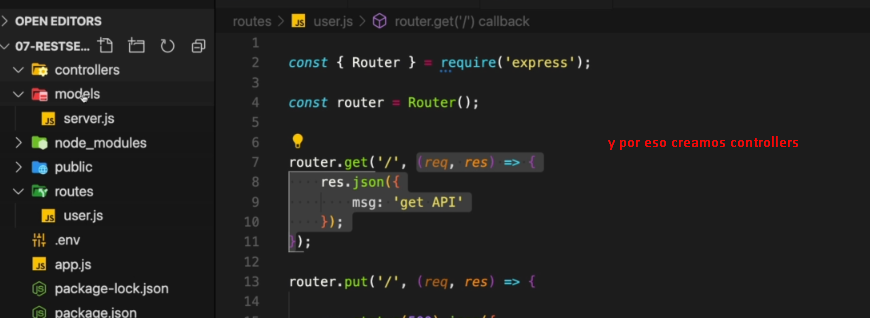 OPEN EDITORS
07-RESTSE...
controllers
models
server.js
node_modules
public
routes
user.js
.env
app.js
package-lock.json
package.json
routes > user.js > router.get('/') callback
1
2 const { Router } = require('express');
3
4 const router = Router();
5
6
7 router.get('/', (req, res) => {
8 res.json({
9 msg: 'get API'
10 });
11 });
12
13 router.put('/', (req, res) => {
14
y por eso creamos controllers